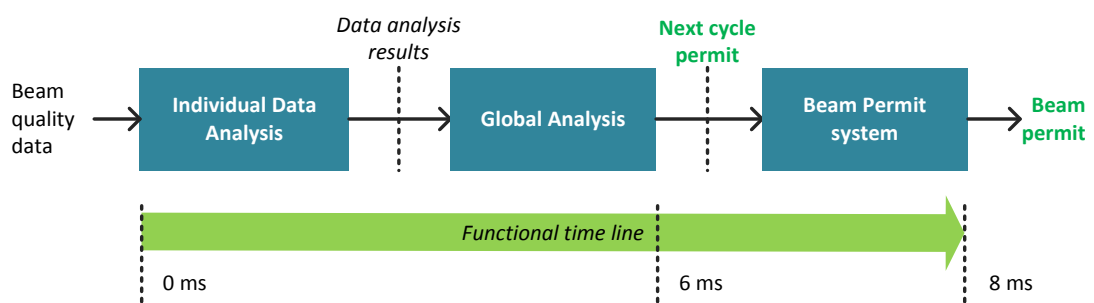 Data analysis
results
Next cycle
permit
Beam
quality
data
Individual Data
Analysis
Global Analysis
Beam Permit
system
Beam
permit
Functional time line
0 ms
6 ms
8 ms